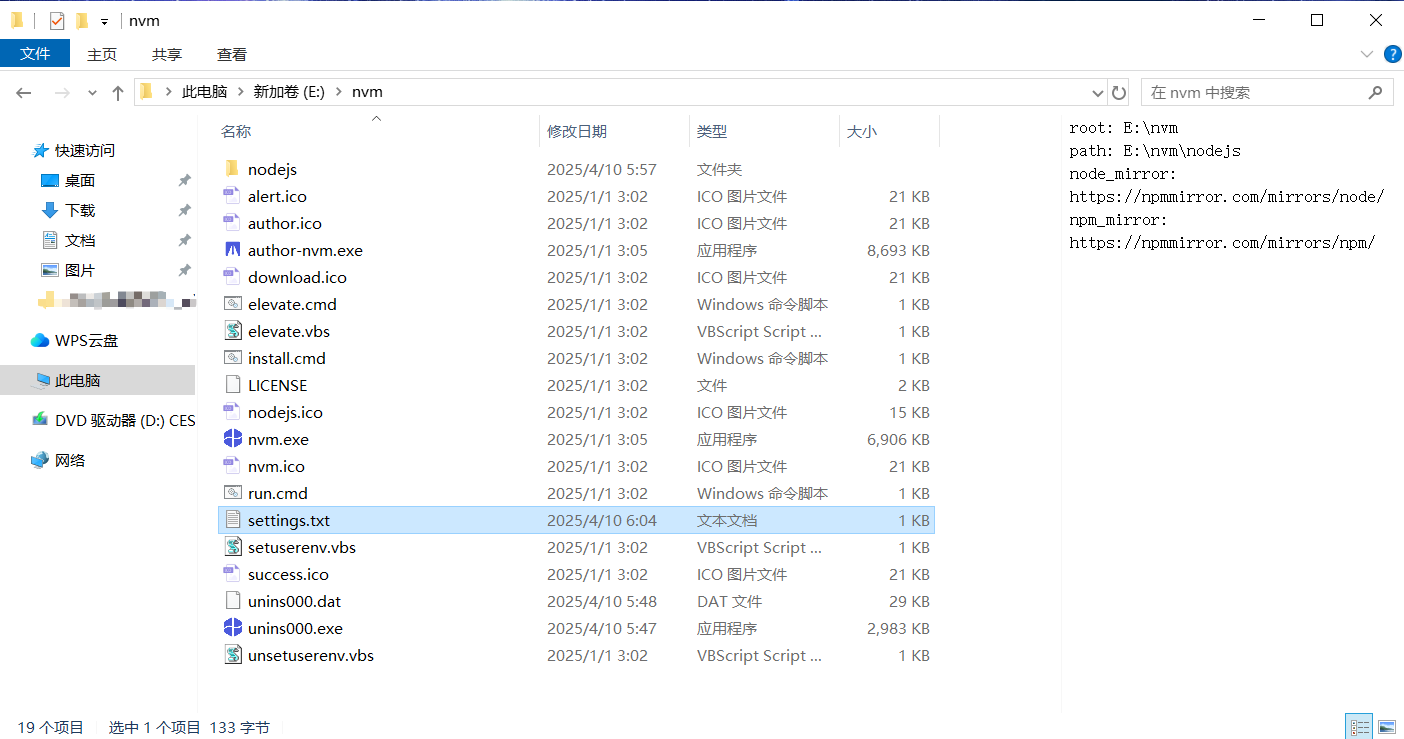 nvm
文件 主页 共享 查看
此电脑 新加卷 (E:) nvm
在 nvm 中搜索
快速访问
桌面
下载
文档
图片
WPS云盘
此电脑
DVD 驱动器 (D:) CES
网络
名称 修改日期 类型 大小
nodejs 2025/4/10 5:57 文件夹
alert.ico 2025/1/1 3:02 ICO 图片文件 21 KB
author.ico 2025/1/1 3:02 ICO 图片文件 21 KB
author-nvm.exe 2025/1/1 3:05 应用程序 8,693 KB
download.ico 2025/1/1 3:02 ICO 图片文件 21 KB
elevate.cmd 2025/1/1 3:02 Windows 命令脚本 1 KB
elevate.vbs 2025/1/1 3:02 VBScript Script ... 1 KB
install.cmd 2025/1/1 3:02 Windows 命令脚本 1 KB
LICENSE 2025/1/1 3:02 文件 2 KB
nodejs.ico 2025/1/1 3:02 ICO 图片文件 15 KB
nvm.exe 2025/1/1 3:05 应用程序 6,906 KB
nvm.ico 2025/1/1 3:02 ICO 图片文件 21 KB
run.cmd 2025/1/1 3:02 Windows 命令脚本 1 KB
settings.txt 2025/4/10 6:04 文本文档 1 KB
setuserenv.vbs 2025/1/1 3:02 VBScript Script ... 1 KB
success.ico 2025/1/1 3:02 ICO 图片文件 21 KB
unins000.dat 2025/4/10 5:48 DAT 文件 29 KB
unins000.exe 2025/4/10 5:47 应用程序 2,983 KB
unsetuserenv.vbs 2025/1/1 3:02 VBScript Script ... 1 KB
root: E:\nvm
path: E:\nvm\nodejs
node_mirror:
https://npmmirror.com/mirrors/node/
npm_mirror:
https://npmmirror.com/mirrors/npm/
19 个项目 选中 1 个项目 133 字节